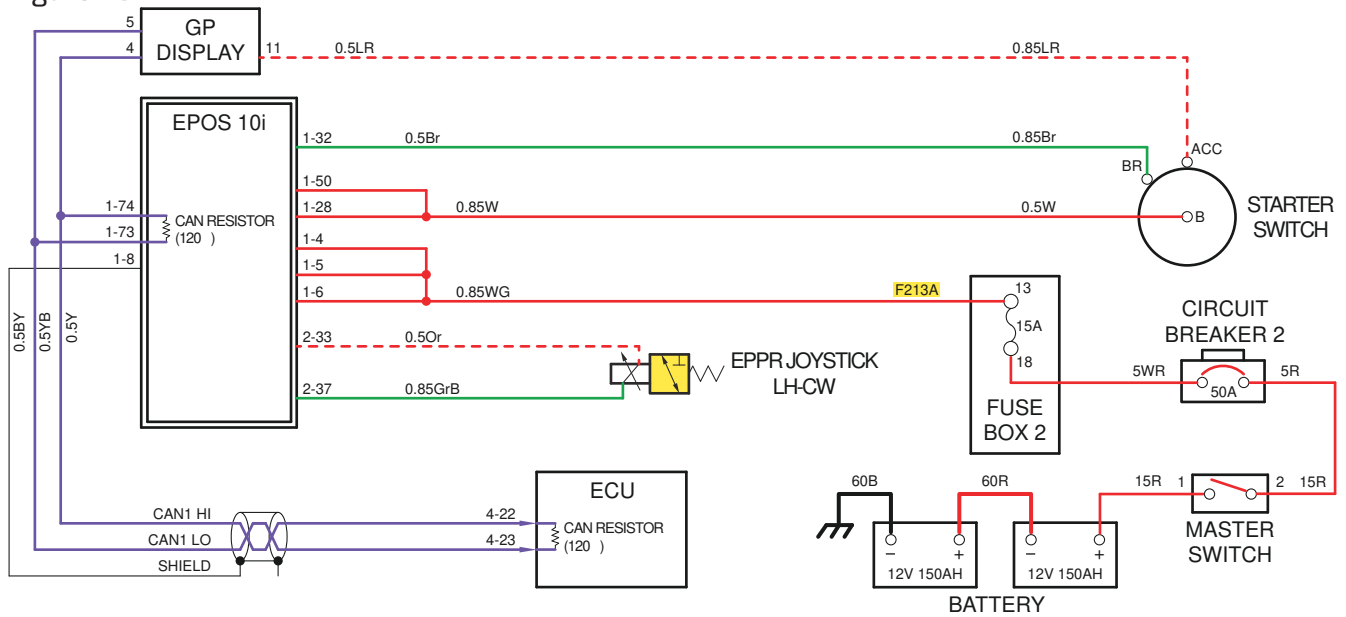 5
4
GP
DISPLAY
11
0.5LR
0.85LR
EPOS 10i
1-32
0.5Br
0.85Br
ACC
BR
1-50
1-28
0.85W
0.5W
B
STARTER
SWITCH
1-74
1-73
1-8
CAN RESISTOR
(120 )
1-4
1-5
1-6
0.85WG
F213A
13
15A
18
FUSE
BOX 2
CIRCUIT
BREAKER 2
5WR
50A
5R
0.5BY
0.5YB
0.5Y
2-33
0.5Or
2-37
0.85GrB
EPPR JOYSTICK
LH-CW
ECU
CAN1 HI
4-22
CAN1 LO
4-23
CAN RESISTOR
(120 )
SHIELD
60B
60R
15R
1
2
15R
MASTER
SWITCH
−
+
12V 150AH
−
+
12V 150AH
BATTERY